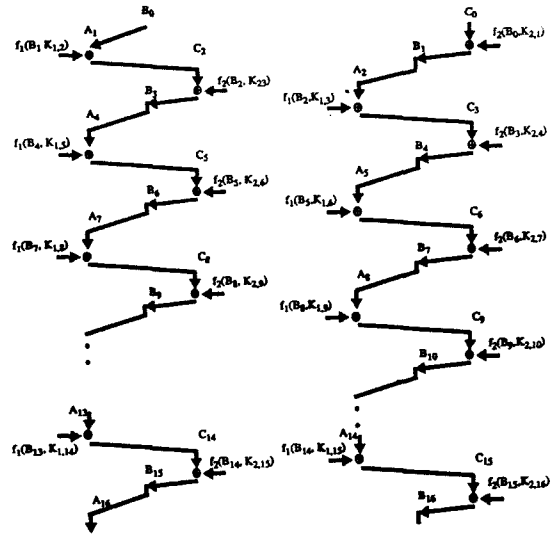 B0
A1
f1(B1 K1,2)
C2
f2(B2, K23)
B3
A4
f1(B4, K1,5)
C5
f2(B5, K2,6)
B6
A7
f1(B7, K1,8)
C8
f2(B8, K2,9)
B9
A13
f1(B13, K1,14)
C14
f2(B14, K2,15)
B15
A16
C0
f2(B0,K2,1)
B1
A2
f1(B2,K1,3)
C3
f2(B3,K2,4)
B4
A5
f1(B5,K1,6)
C6
f2(B6,K2,7)
B7
A8
f1(B8,K1,9)
C9
f2(B9,K2,10)
B10
A14
f1(B14, K1,15)
C15
f2(B15,K2,16)
B16